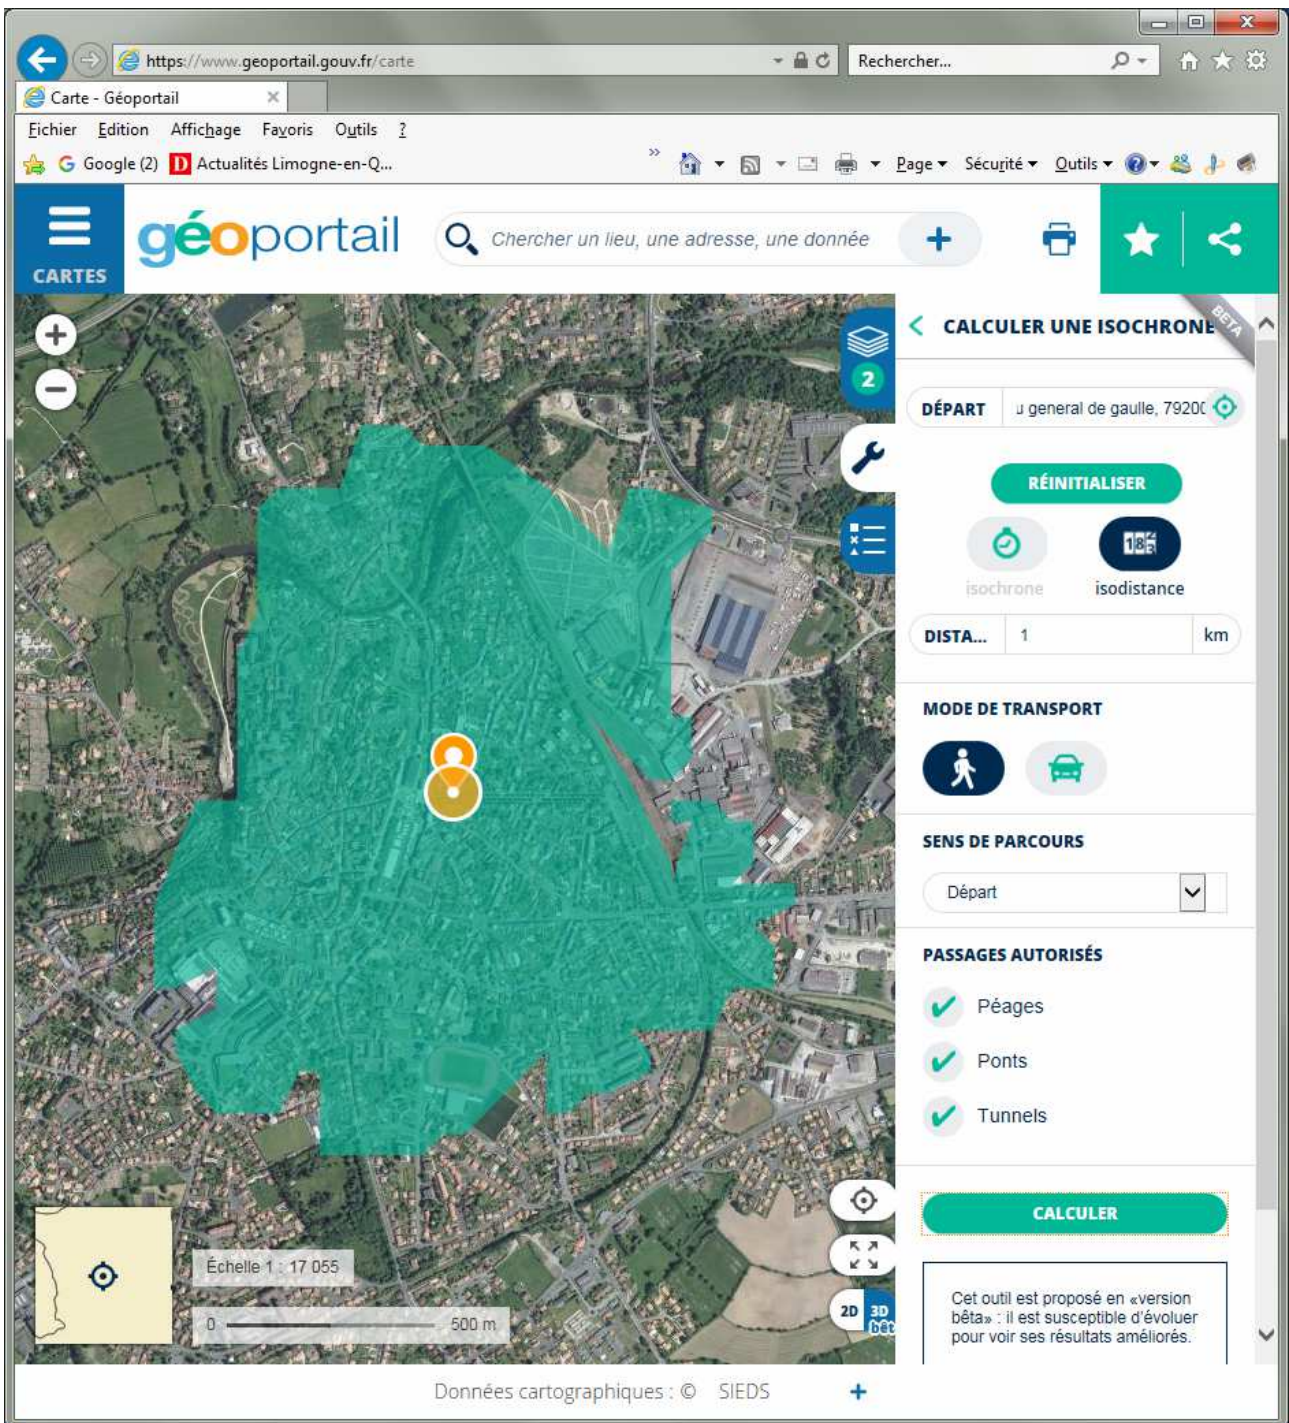 https://www.geoportail.gouv.fr/carte
Rechercher...
Carte - Géoportail
Fichier Edition Affichage Favoris Outils ?
Google (2) D Actualités Limogne-en-Q...
Page Sécurité Outils
CARTES
géoportail
Chercher un lieu, une adresse, une donnée
BETA
CALCULER UNE ISOCHRONE
2
DÉPART
u general de gaulle, 7920
RÉINITIALISER
isochrone
isodistance
DISTA...
1
km
MODE DE TRANSPORT
SENS DE PARCOURS
Départ
PASSAGES AUTORISÉS
Péages
Ponts
Tunnels
CALCULER
Échelle 1 : 17 055
0 500 m
2D 3D
bêt
Cet outil est proposé en «version
bêta» : il est susceptible d'évoluer
pour voir ses résultats améliorés.
Données cartographiques : © SIEDS +